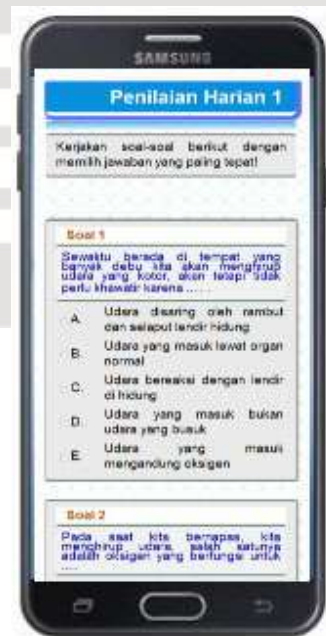 SAMSUNG
Penilaian Harian 1
Kerjakan soal-soal berikut dengan
memilih jawaban yang paling tepat!
Soal 1
Sewaktu berada di tempat yang
banyak debu kita akan menghirup
udara yang kotor, akan tetapi tidak
perlu khawatir karena ......
A. Udara disaring oleh rambut
dan selaput lendir hidung
B. Udara yang masuk lewat organ
normal
C. Udara bereaksi dengan lendir
di hidung
D. Udara yang masuk bukan
udara yang busuk
E. Udara yang masuk
mengandung oksigen
Soal 2
Pada saat kita bernapas, kita
menghirup udara, salah satunya
adalah oksigen yang berfungsi untuk
....